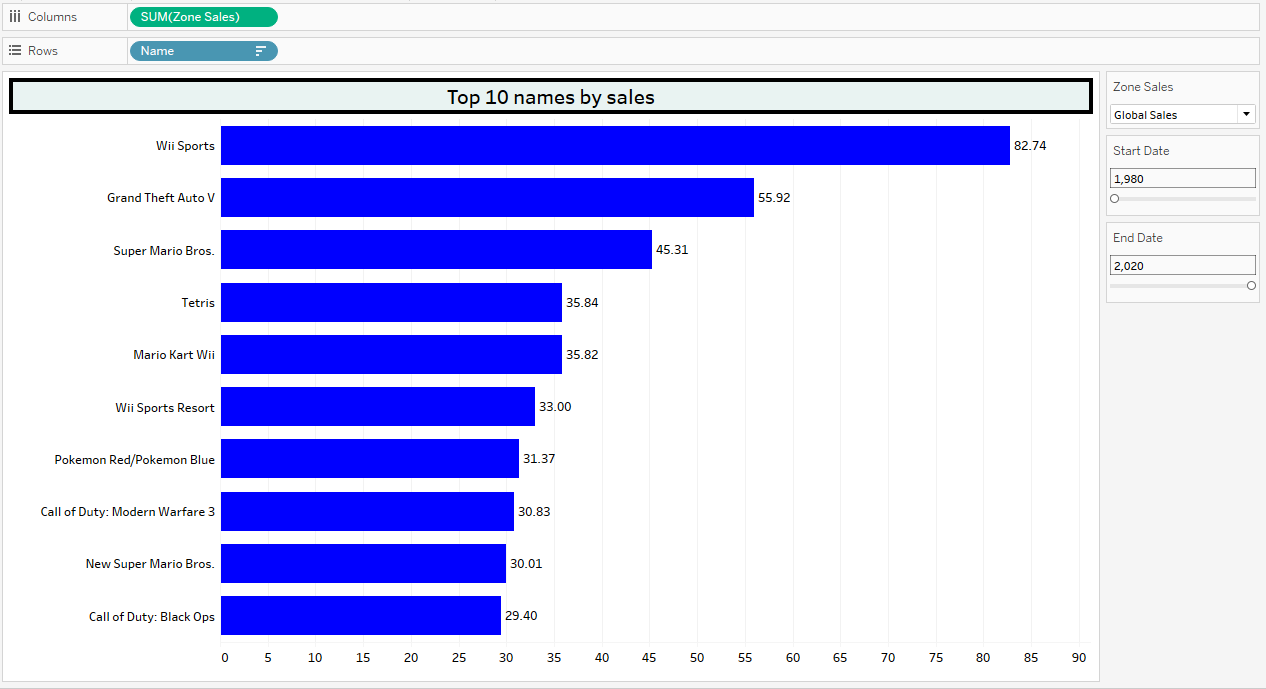 Columns
SUM(Zone Sales)
Rows
Name
Top 10 names by sales
Wii Sports 82.74
Grand Theft Auto V 55.92
Super Mario Bros. 45.31
Tetris 35.84
Mario Kart Wii 35.82
Wii Sports Resort 33.00
Pokemon Red/Pokemon Blue 31.37
Call of Duty: Modern Warfare 3 30.83
New Super Mario Bros. 30.01
Call of Duty: Black Ops 29.40
0 5 10 15 20 25 30 35 40 45 50 55 60 65 70 75 80 85 90
Zone Sales
Global Sales
Start Date
1,980
End Date
2,020